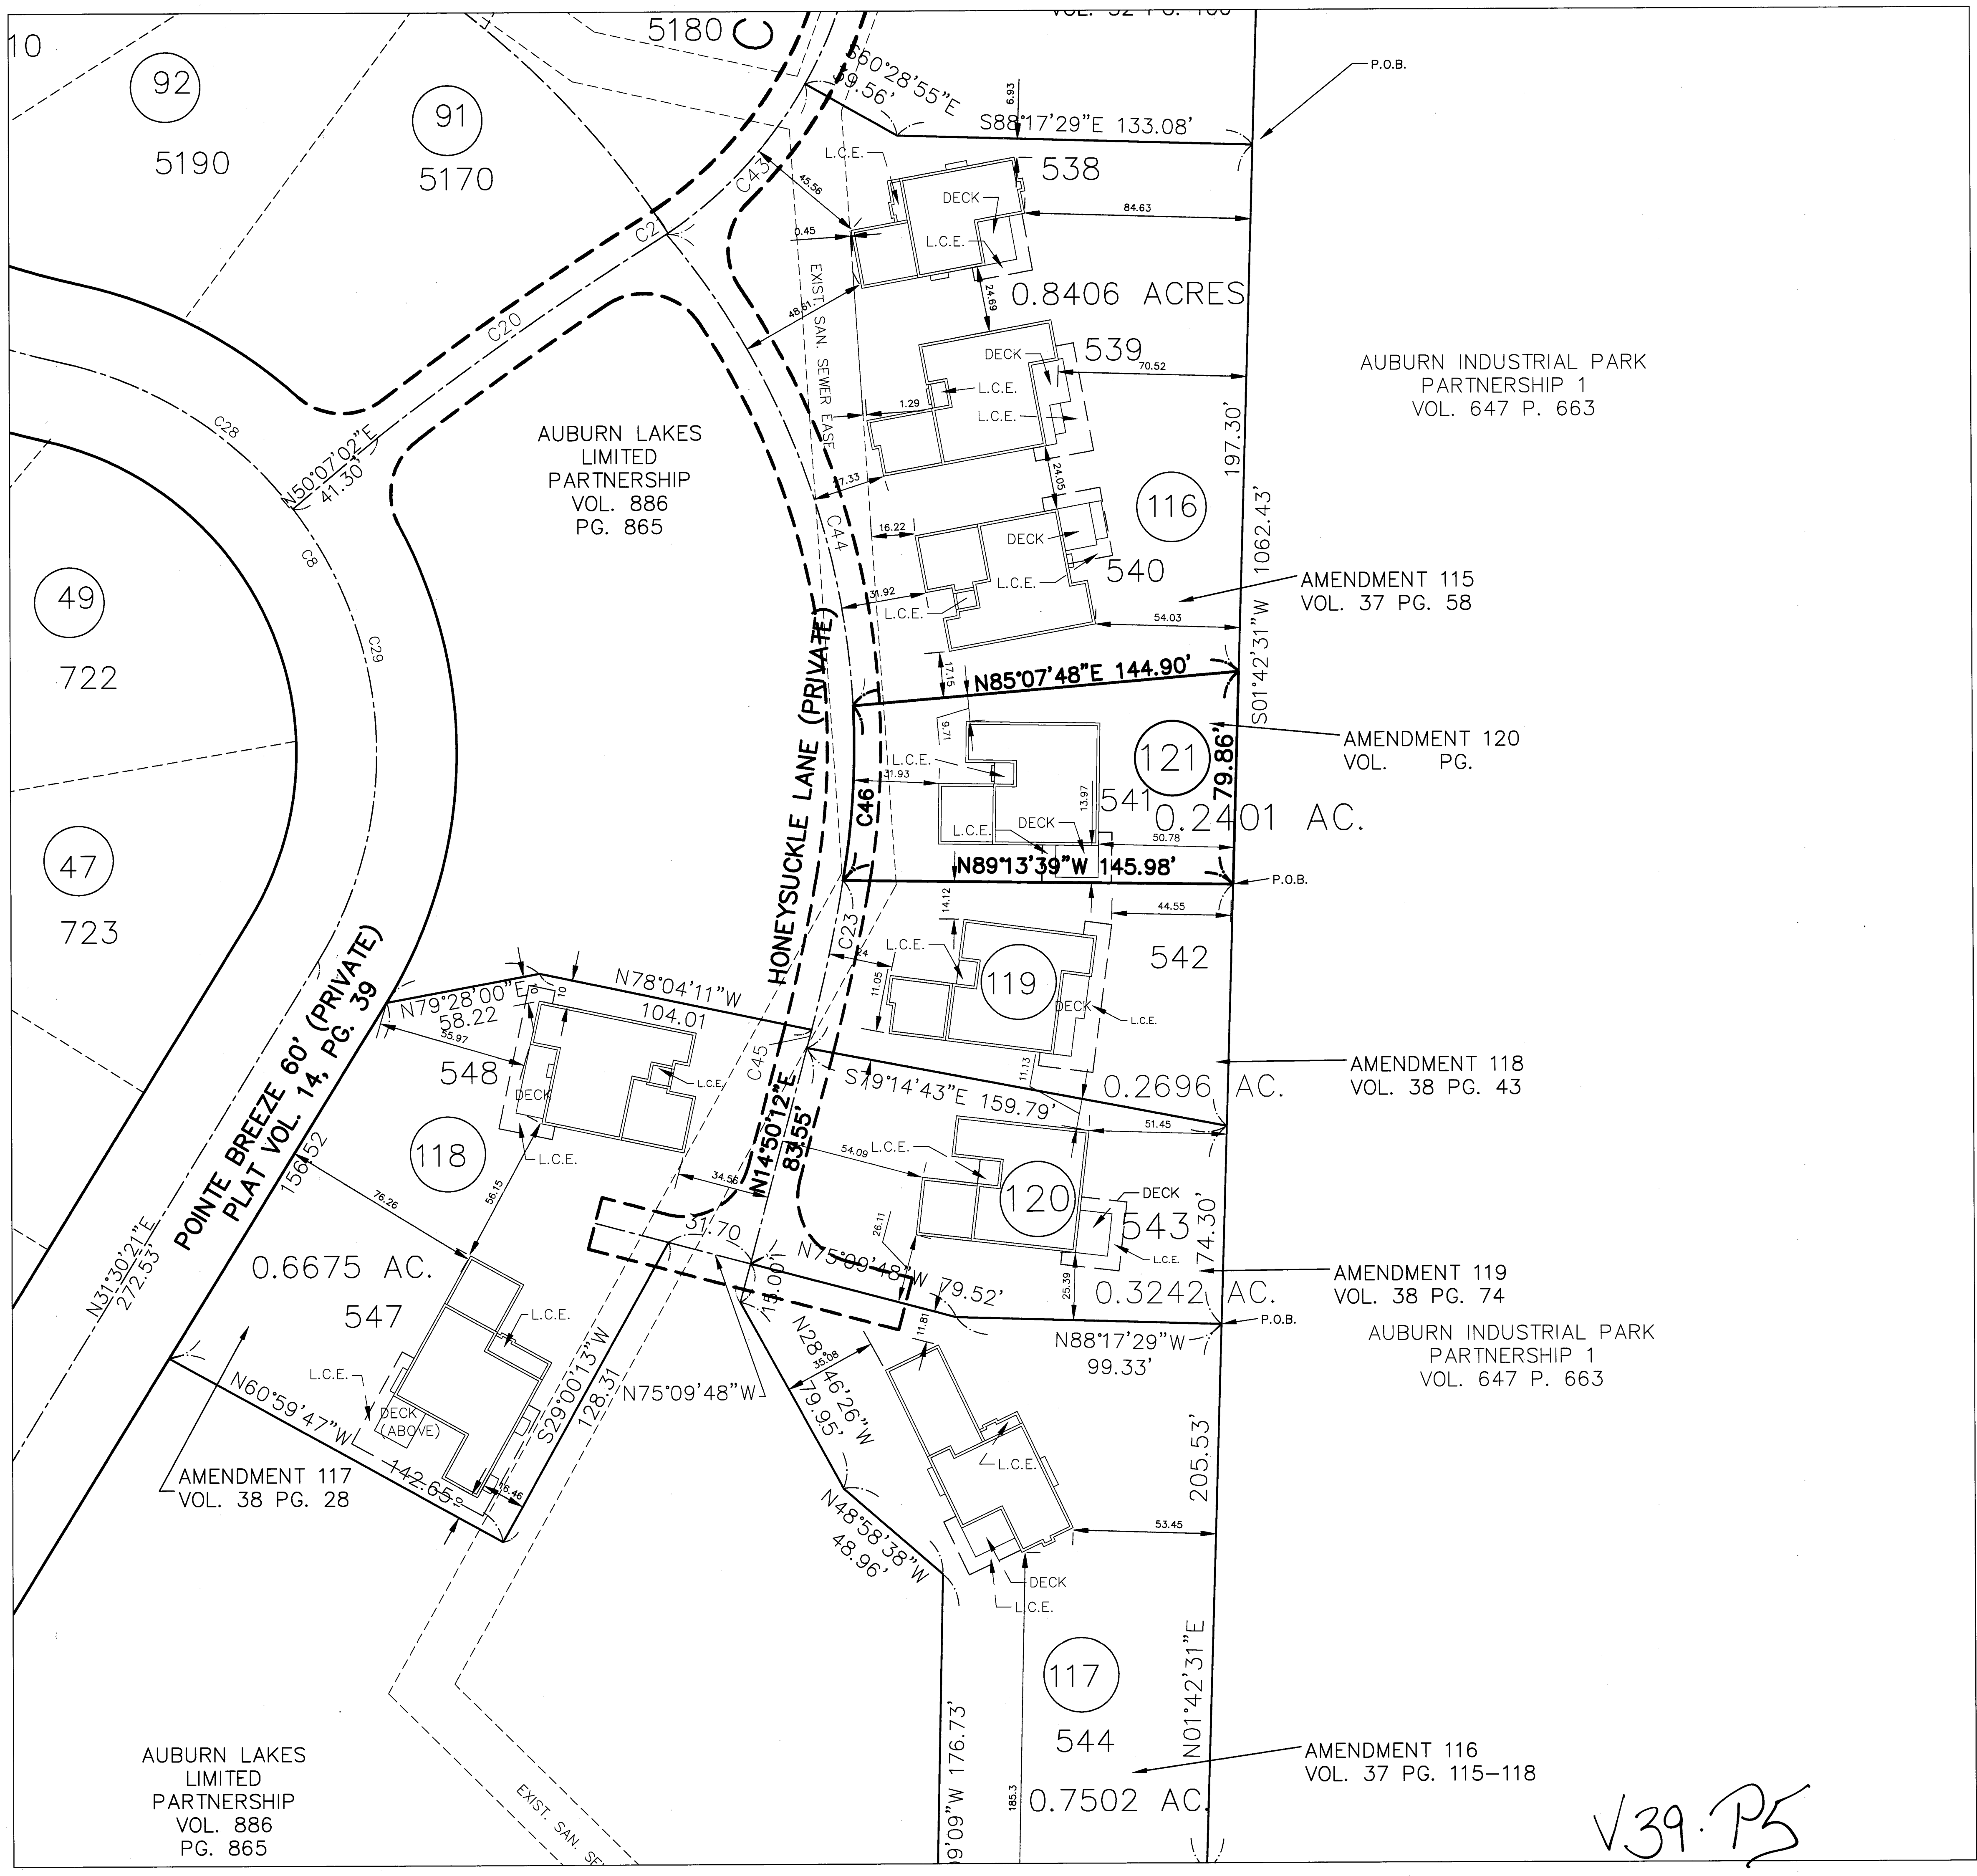 10
92
5190
91
5170
5180
C
S60°28'55"E
59.56'
6.93
P.O.B.
S88°17'29"E 133.08'
L.C.E.
538
C43
45.56
DECK
84.63
C2
0.45
L.C.E.
EXIST. SAN. SEWER EASE
24.69
0.8406 ACRES
48.61
C20
539
DECK
70.52
L.C.E.
1.29
L.C.E.
AUBURN INDUSTRIAL PARK
PARTNERSHIP 1
VOL. 647 P. 663
197.30'
C28
N50°07'02"E
41.30'
AUBURN LAKES
LIMITED
PARTNERSHIP
VOL. 886
PG. 865
47.33
24.05
116
C44
16.22
DECK
S01°42'31"W 1062.43'
C8
540
L.C.E.
31.92
L.C.E.
AMENDMENT 115
VOL. 37 PG. 58
49
54.03
C29
722
17.15
N85°07'48"E 144.90'
HONEYSUCKLE LANE (PRIVATE)
9.71
121
79.86'
AMENDMENT 120
VOL. PG.
L.C.E.
31.93
C46
13.97
541
0.2401 AC.
DECK
L.C.E.
50.78
47
N89°13'39"W 145.98'
P.O.B.
723
14.12
44.55
C23
L.C.E.
542
24
119
11.05
DECK
L.C.E.
POINTE BREEZE 60' (PRIVATE)
PLAT VOL. 14, PG. 39
N79°28'00"E
58.22
10
10
N78°04'11"W
104.01
55.97
548
C45
L.C.E.
DECK
11.13
AMENDMENT 118
VOL. 38 PG. 43
S79°14'43"E 159.79'
0.2696 AC.
N14°50'12"E
83.55'
51.45
118
L.C.E.
156.52
54.09
L.C.E.
34.56
56.15
76.26
120
DECK
543
74.30'
26.11
31.70
N75°09'48"W 79.52'
L.C.E.
0.6675 AC.
N31°30'21"E
272.53'
25.39
0.3242 AC.
AMENDMENT 119
VOL. 38 PG. 74
15.00'
547
L.C.E.
P.O.B.
11.81
N88°17'29"W
99.33'
AUBURN INDUSTRIAL PARK
PARTNERSHIP 1
VOL. 647 P. 663
N28°46'26"W
79.95'
35.08
S29°00'13"W
128.31
N75°09'48"W
L.C.E.
N60°59'47"W
142.65
DECK
(ABOVE)
205.53'
L.C.E.
16.46
AMENDMENT 117
VOL. 38 PG. 28
N48°58'38"W
48.96'
53.45
DECK
L.C.E.
N01°42'31"E
117
9'09"W 176.73'
544
AUBURN LAKES
LIMITED
PARTNERSHIP
VOL. 886
PG. 865
EXIST. SAN.
AMENDMENT 116
VOL. 37 PG. 115-118
185.3
0.7502 AC.
V39.P5